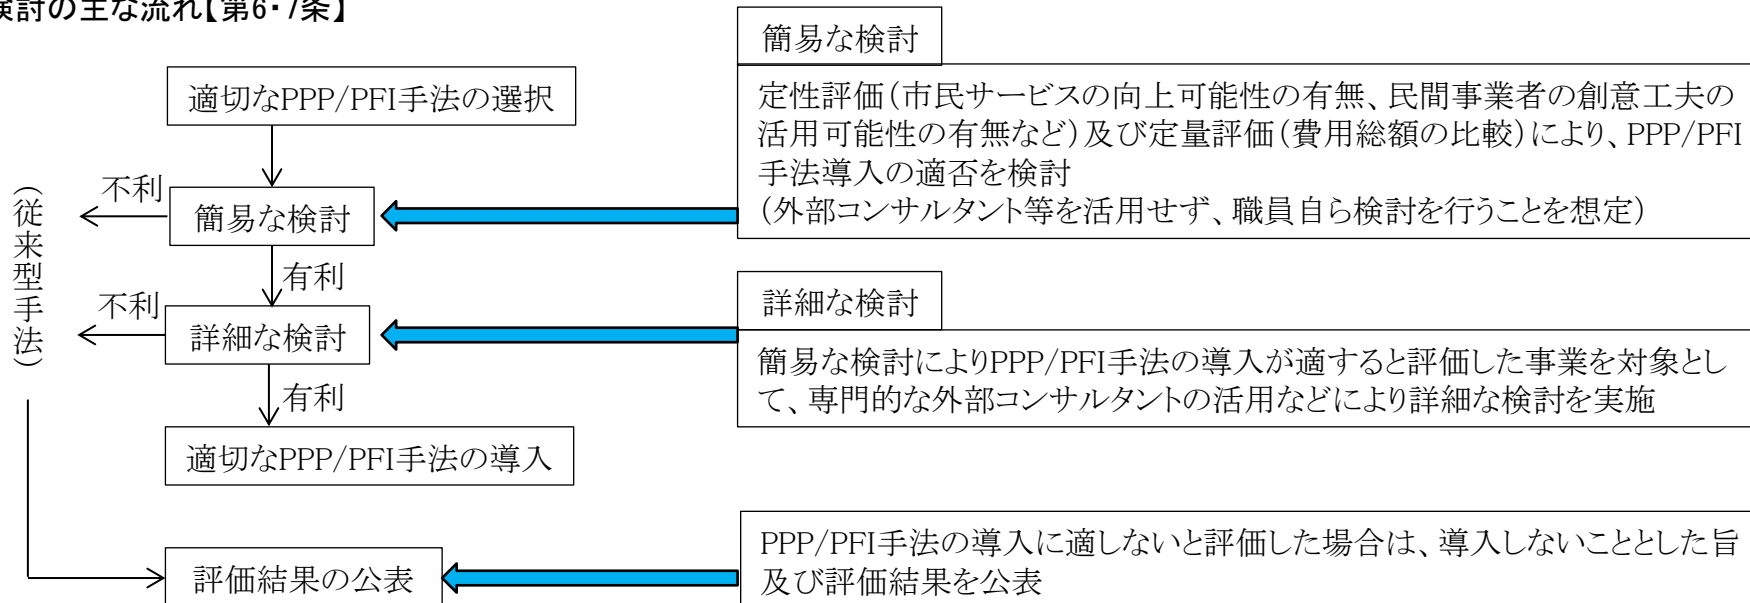 検討の主な流れ【第6・7条】
適切なPPP/PFI手法の選択
不利
簡易な検討
有利
不利
詳細な検討
有利
適切なPPP/PFI手法の導入
（従来型手法）
評価結果の公表
簡易な検討
定性評価（市民サービスの向上可能性の有無、民間事業者の創意工夫の
活用可能性の有無など）及び定量評価（費用総額の比較）により、PPP/PFI
手法導入の適否を検討
（外部コンサルタント等を活用せず、職員自ら検討を行うことを想定）
詳細な検討
簡易な検討によりPPP/PFI手法の導入が適すると評価した事業を対象とし
て、専門的な外部コンサルタントの活用などにより詳細な検討を実施
PPP/PFI手法の導入に適しないと評価した場合は、導入しないこととした旨
及び評価結果を公表